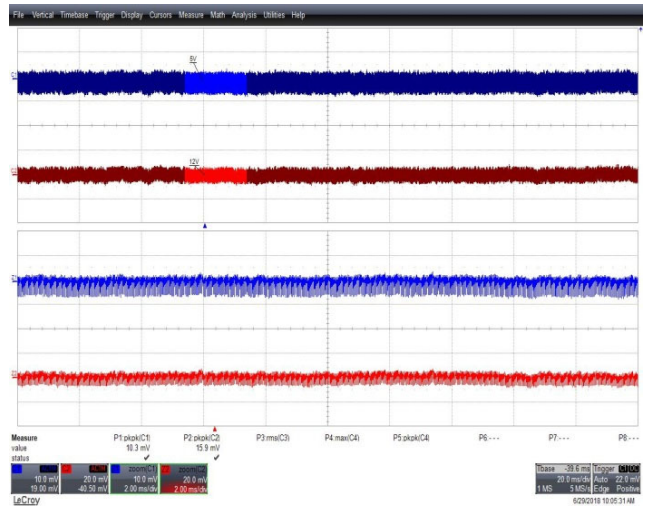 File Vertical Timebase Trigger Display Cursors Measure Math Analysis Utilities Help
12V
Measure P1:pkpk(C1) P2:pkpk(C2) P3:rms(C3) P4:max(C4) P5:pkpk(C4) P6:- - - P7:- - - P8:- - -
value 10.3 mV 15.9 mV
status
zoom(C1) zoom(C2) Tbase -39.6 ms Trigger
10.0 mV 20.0 mV 10.0 mV 20.0 mV 20.0 ms/div Auto 22.0 mV
19.00 mV -40.50 mV 2.00 ms/div 2.00 ms/div 1 MS 5 MS/s Edge Positive
LeCroy 6/29/2018 10:05:31 AM